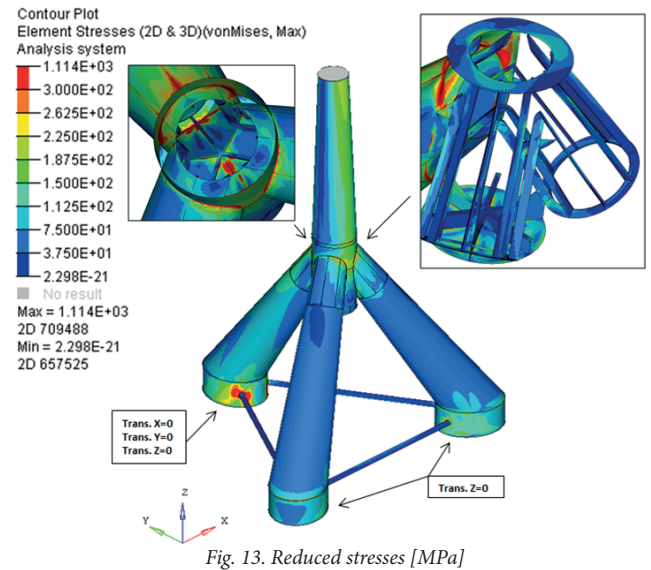 Contour Plot
Element Stresses (2D & 3D)(vonMises, Max)
Analysis system
1.114E+03
3.000E+02
2.625E+02
2.250E+02
1.875E+02
1.500E+02
1.125E+02
7.500E+01
3.750E+01
2.298E-21
No result
Max = 1.114E+03
2D 709488
Min = 2.298E-21
2D 657525
Trans. X=0
Trans. Y=0
Trans. Z=0
Trans. Z=0
Z
Y
X
Fig. 13. Reduced stresses [MPa]